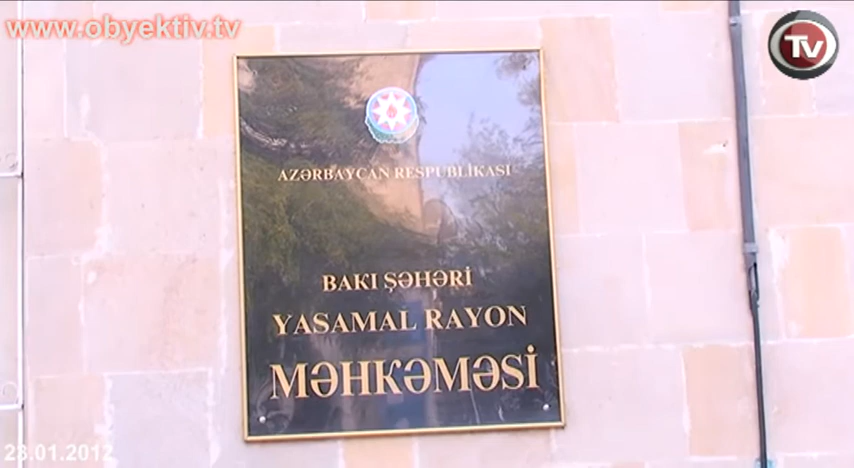 www.obyektiv.tv
TV
AZƏRBAYCAN RESPUBLİKASI
BAKI ŞƏHƏRİ
YASAMAL RAYON
MƏHKƏMƏSİ
23.01.2012